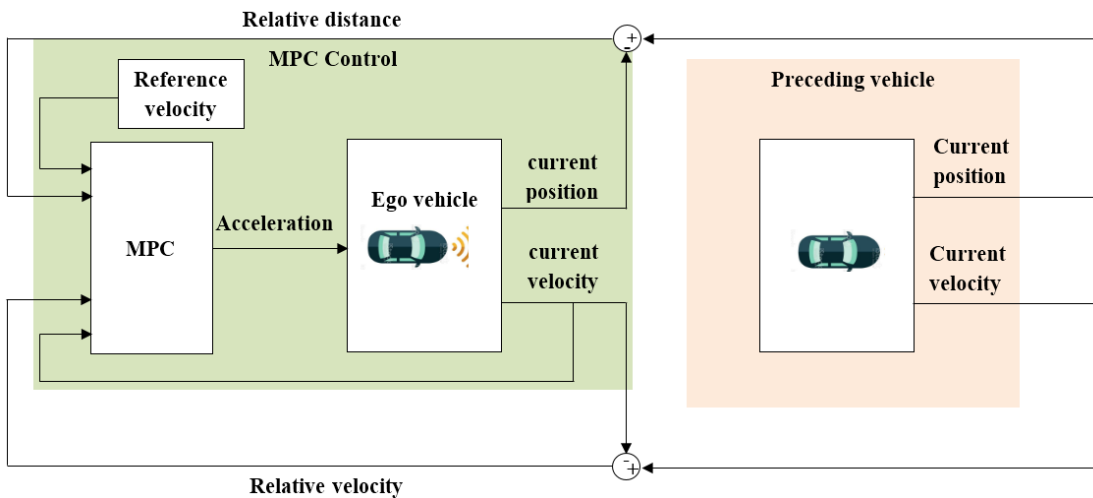 Relative distance
MPC Control
+
-
Reference
velocity
Preceding vehicle
current
position
Current
position
Ego vehicle
Acceleration
MPC
current
velocity
Current
velocity
-
+
Relative velocity